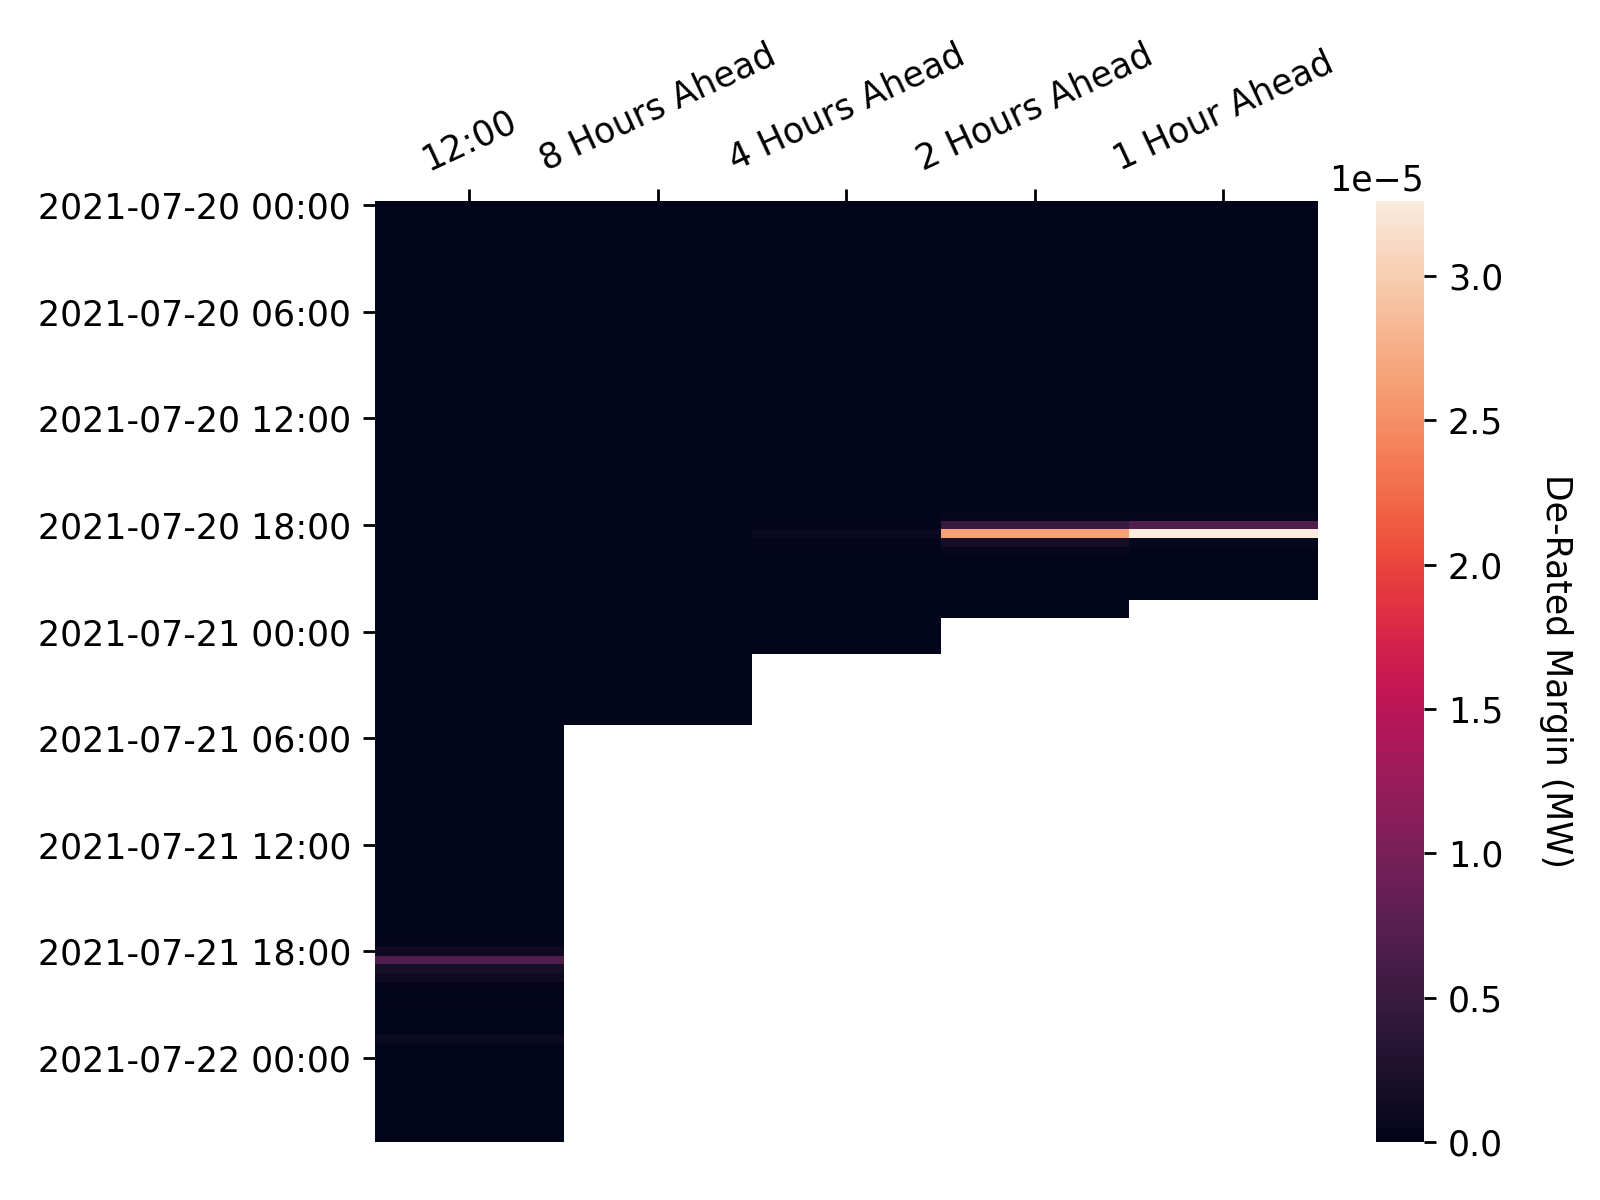 12:00
8 Hours Ahead
4 Hours Ahead
2 Hours Ahead
1 Hour Ahead
1e−5
2021-07-20 00:00
2021-07-20 06:00
2021-07-20 12:00
2021-07-20 18:00
2021-07-21 00:00
2021-07-21 06:00
2021-07-21 12:00
2021-07-21 18:00
2021-07-22 00:00
3.0
2.5
2.0
1.5
1.0
0.5
0.0
De-Rated Margin (MW)